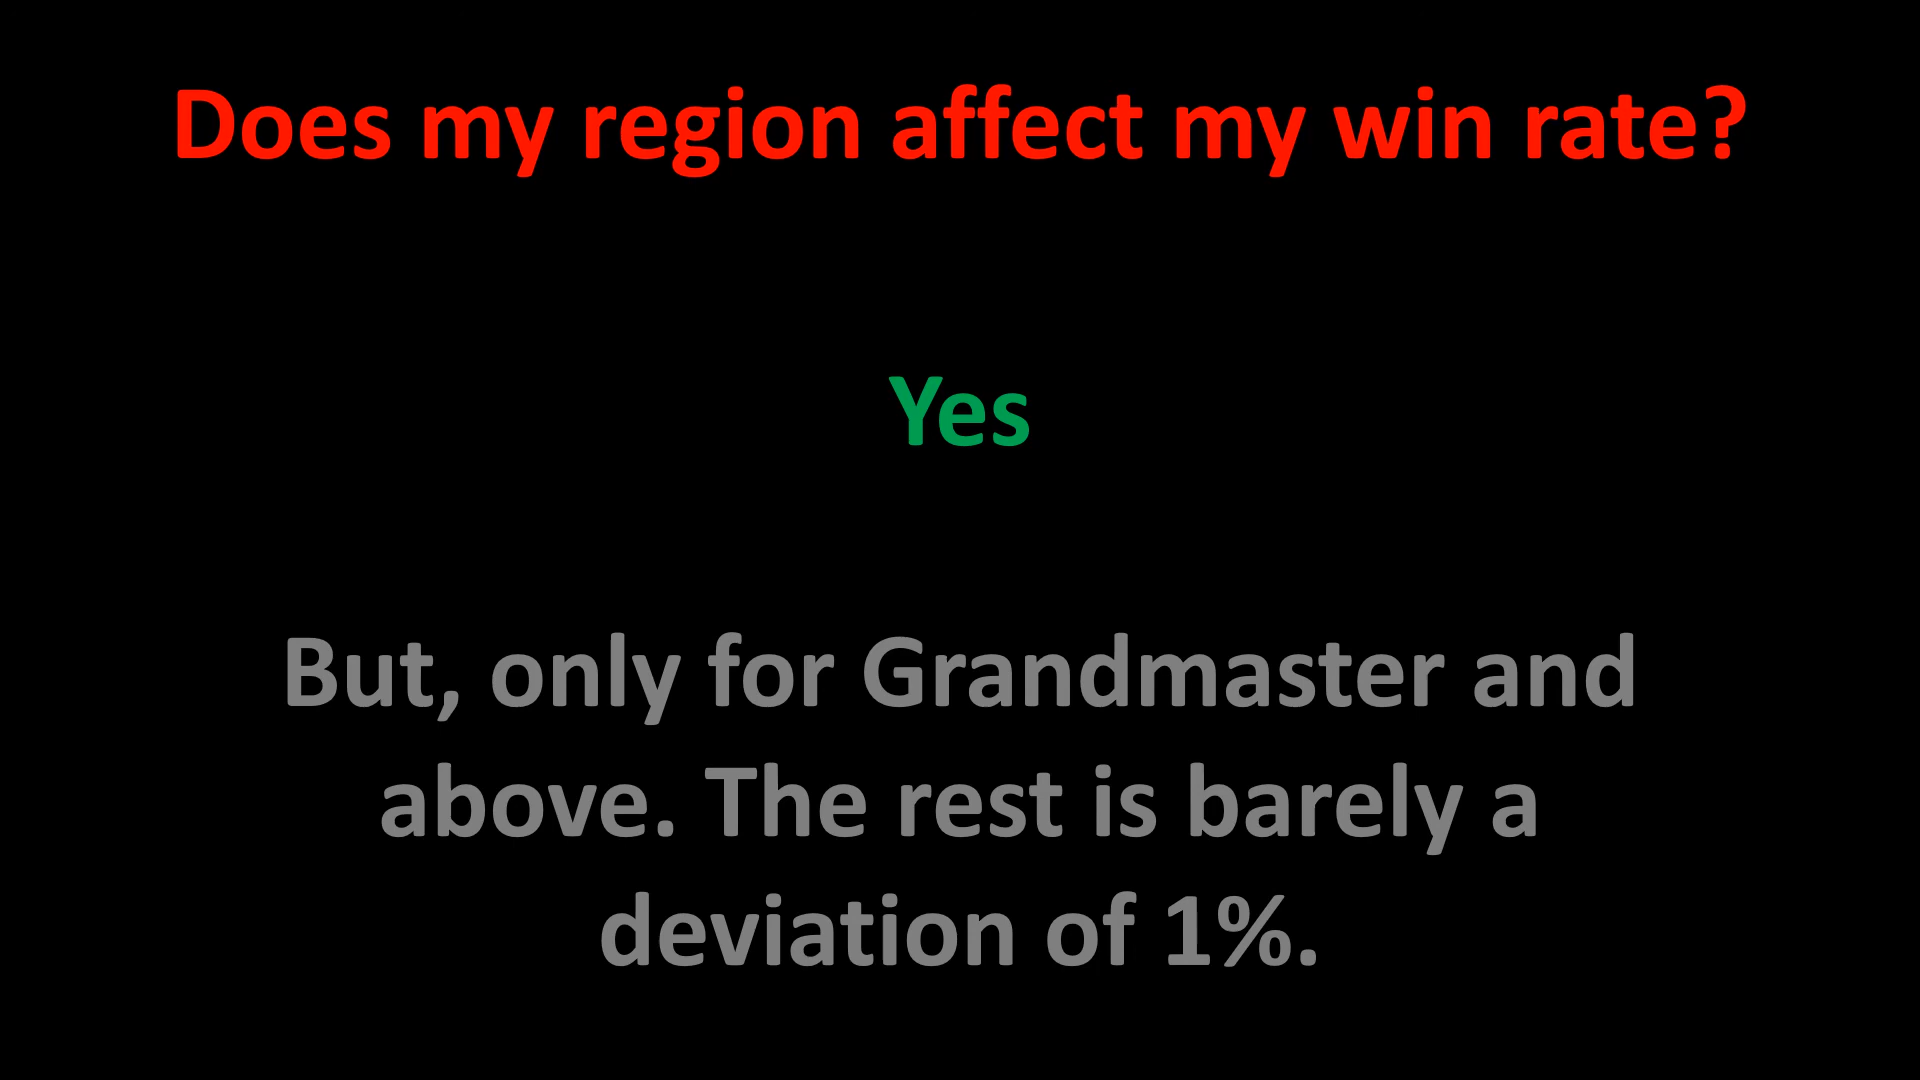 Does my region affect my win rate?
Yes
But, only for Grandmaster and
above. The rest is barely a
deviation of 1%.